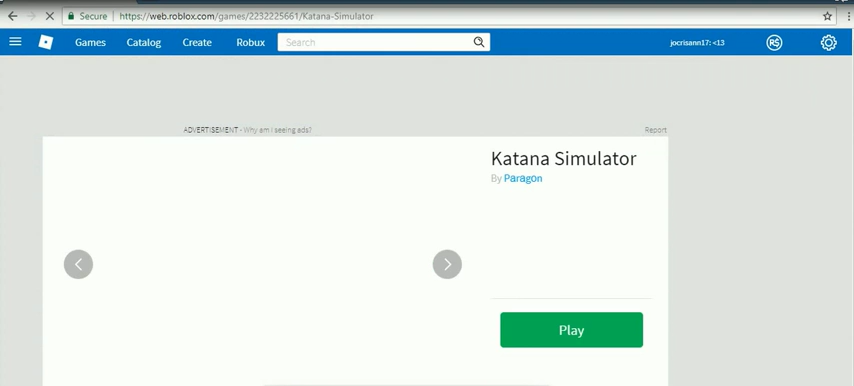 Secure https://web.roblox.com/games/2232225661/Katana-Simulator
Games Catalog Create Robux Search jocrisann17: <13 R$
ADVERTISEMENT - Why am I seeing ads? Report
Katana Simulator
By Paragon
Play